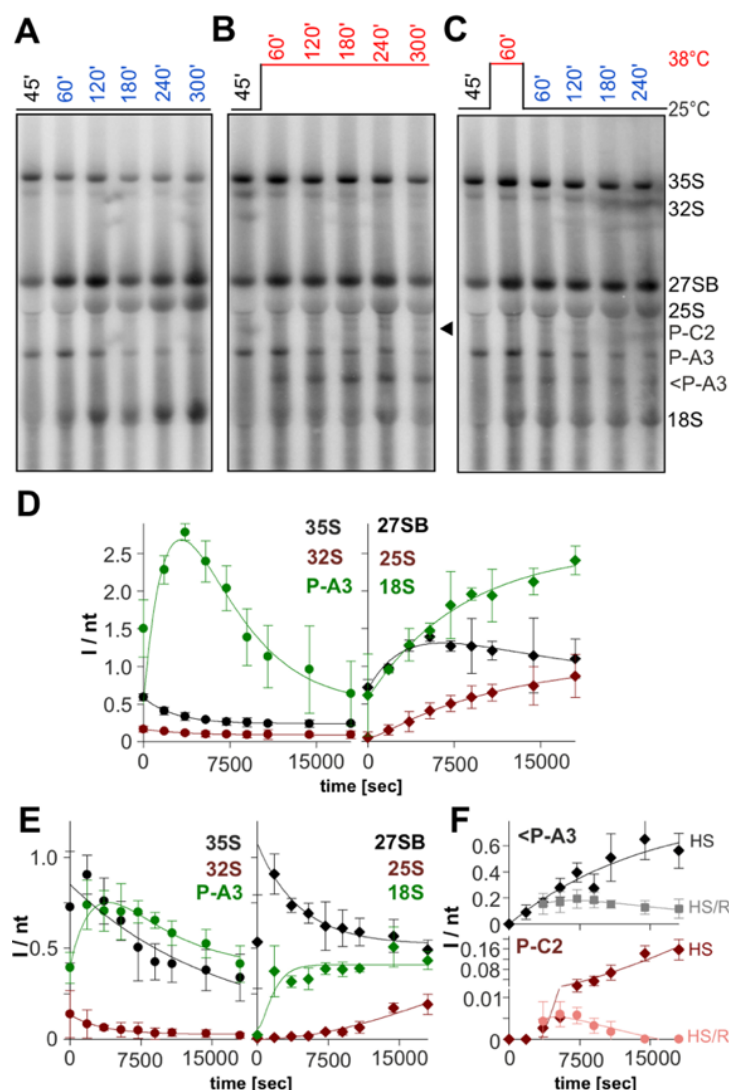 A B C
45' 60' 120' 180' 240' 300'
45' 60' 120' 180' 240' 300'
45' 60' 60' 120' 180' 240'
38°C
25°C
35S
32S
27SB
25S
P-C2
P-A3
<P-A3
18S
D
I / nt
2.5
2.0
1.5
1.0
0.5
0
35S 27SB
32S 25S
P-A3 18S
0 7500 15000 0 7500 15000
time [sec]
E
I / nt
1.0
0.5
0
35S 27SB
32S 25S
P-A3 18S
0 7500 15000 0 7500 15000
time [sec]
F
I / nt
<P-A3
0.6
0.4
0.2
0
HS
HS/R
P-C2
0.16
0.08
0.01
0
HS
HS/R
0 7500 15000
time [sec]